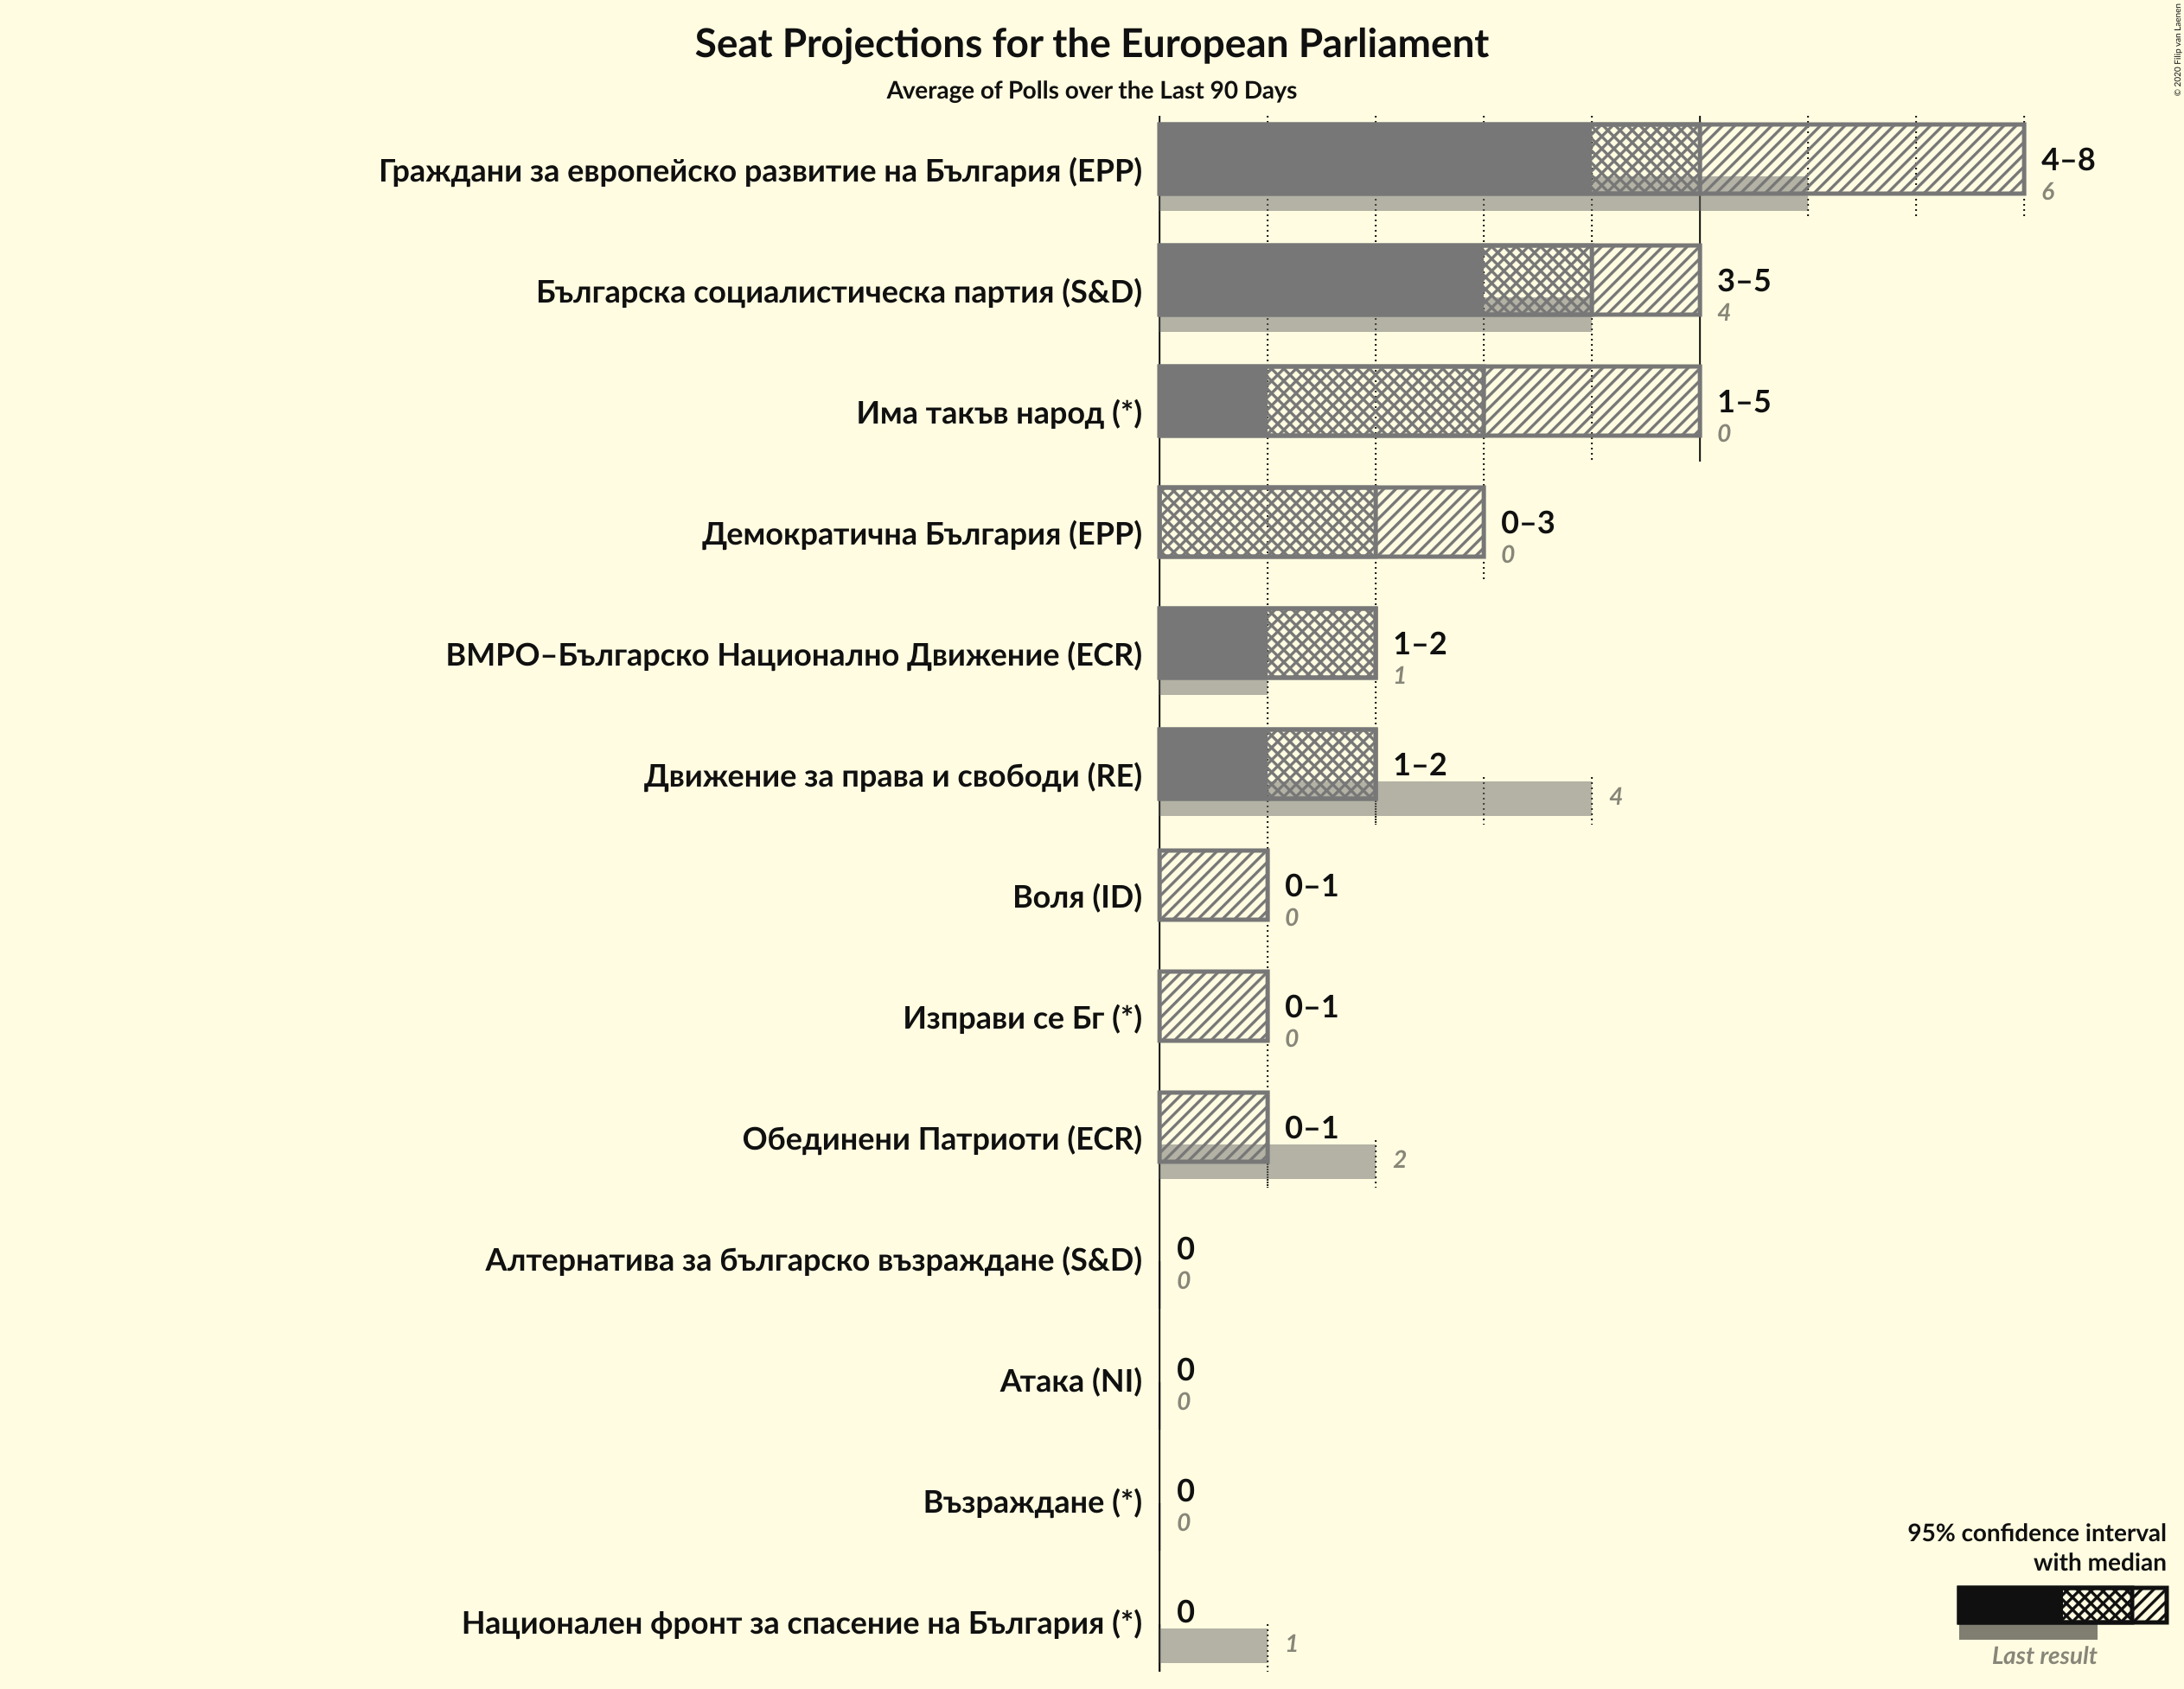 Seat Projections for the European Parliament
Average of Polls over the Last 90 Days
© 2020 Filip van Laenen
Граждани за европейско развитие на България (EPP)
4–8
6
Българска социалистическа партия (S&D)
3–5
4
Има такъв народ (*)
1–5
0
Демократична България (EPP)
0–3
0
ВМРО–Българско Национално Движение (ECR)
1–2
1
Движение за права и свободи (RE)
1–2
4
Воля (ID)
0–1
0
Изправи се Бг (*)
0–1
0
Обединени Патриоти (ECR)
0–1
2
Алтернатива за българско възраждане (S&D)
0
0
Атака (NI)
0
0
Възраждане (*)
0
0
Национален фронт за спасение на България (*)
0
1
95% confidence interval
with median
Last result